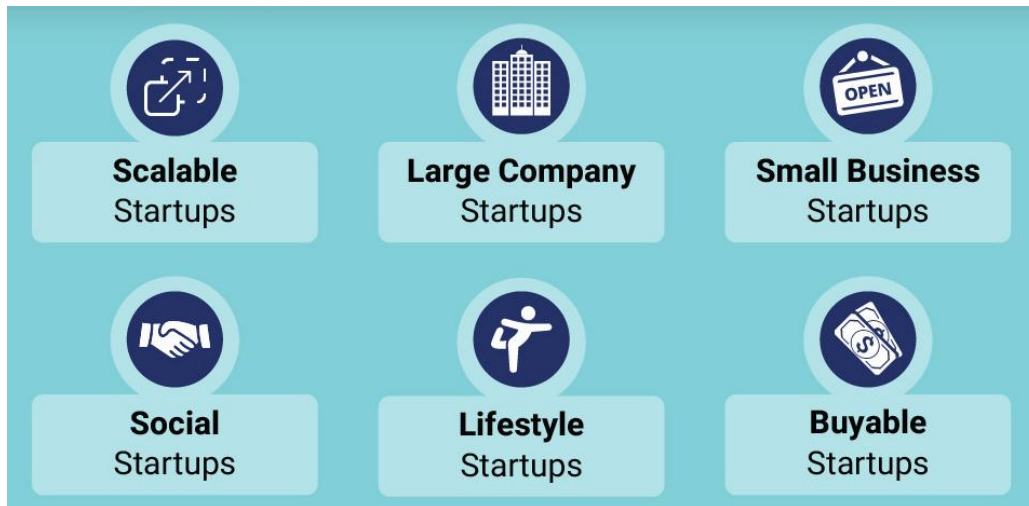 Scalable
Startups
Large Company
Startups
OPEN
Small Business
Startups
Social
Startups
Lifestyle
Startups
$
Buyable
Startups